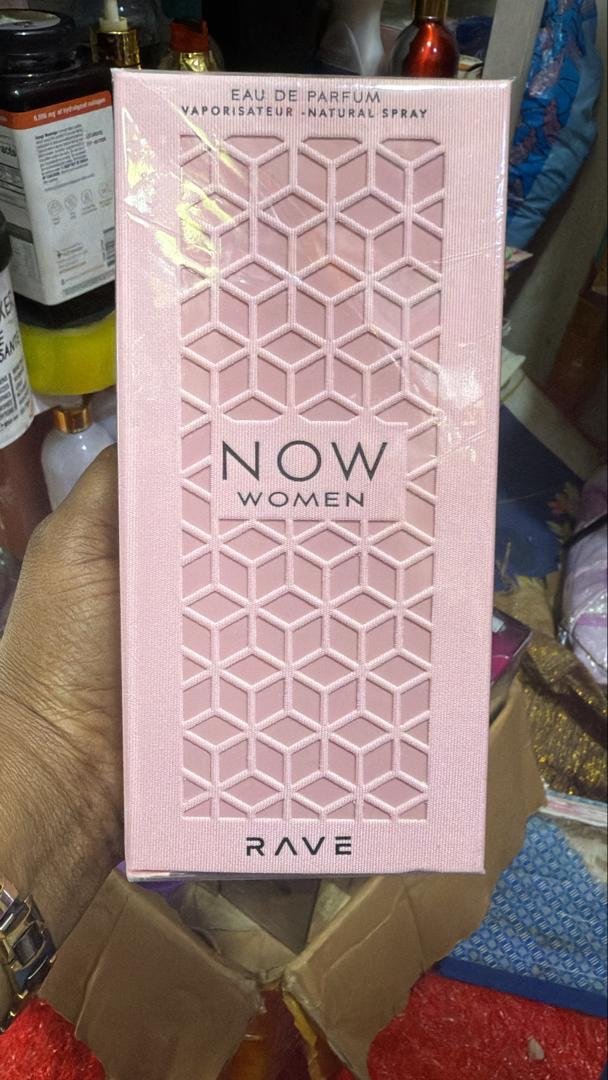 EAU DE PARFUM
VAPORISATEUR -NATURAL SPRAY
NOW
WOMEN
RAVE